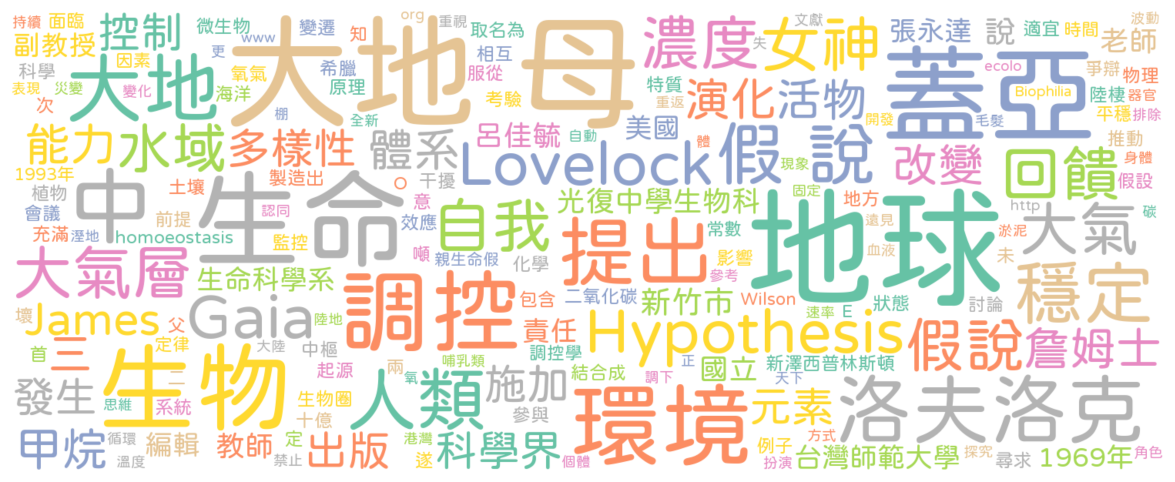 持續 面臨 控制 微生物 變遷 org 重視 取名為 濃度 女神 文獻 張永達 說 適宜 時間 波動
副教授 因素 www 更 知 大地 母 相互 失 老師
科學 大地 氧氣 希臘 服從 特質 演化 活物 蓋亞 ecolo 爭辯 物理
表現 災變 變化 海洋 原理 考驗 重返 Biophilia 陸棲 器官
次 棚 全新 自動 美國 開發 毛髮 平穩 排除
能力 水域 多樣性 體系 呂佳毓 體 假說 現象 改變 回饋 推動 身體
1993年 土壤 製造出 干擾 Lovelock 固定 假設
植物 中 生命 O 意 光復中學生物科 地方 http 碳
會議 前提 認同 效應 自我 常數 遠見 大氣 淤泥
充滿 溼地 homoeostasis 監控 噸 親生命假 提出 影響 血液 地球 未
大氣層 生命科學系 調控 化學 參考 穩定
壞 James 父 Gaia 陸地 包含 二氧化碳 新竹市 Wilson E 狀態 討論
首 三 定律 大陸 中樞 責任 Hypothesis 速率 假說 詹姆士
起源 兩 哺乳類 調控學 正 新澤西普林斯頓
發生 生物 二 氧 人類 施加 結合成 調下 國立 天下 洛夫洛克
思維 系統 生物圈 十億 參與 環境 元素
甲烷 循環 編輯 教師 定 港灣 遂 科學界 例子 方式 台灣師範大學 探究 1969年 角色
溫度 禁止 出版 個體 扮演 尋求